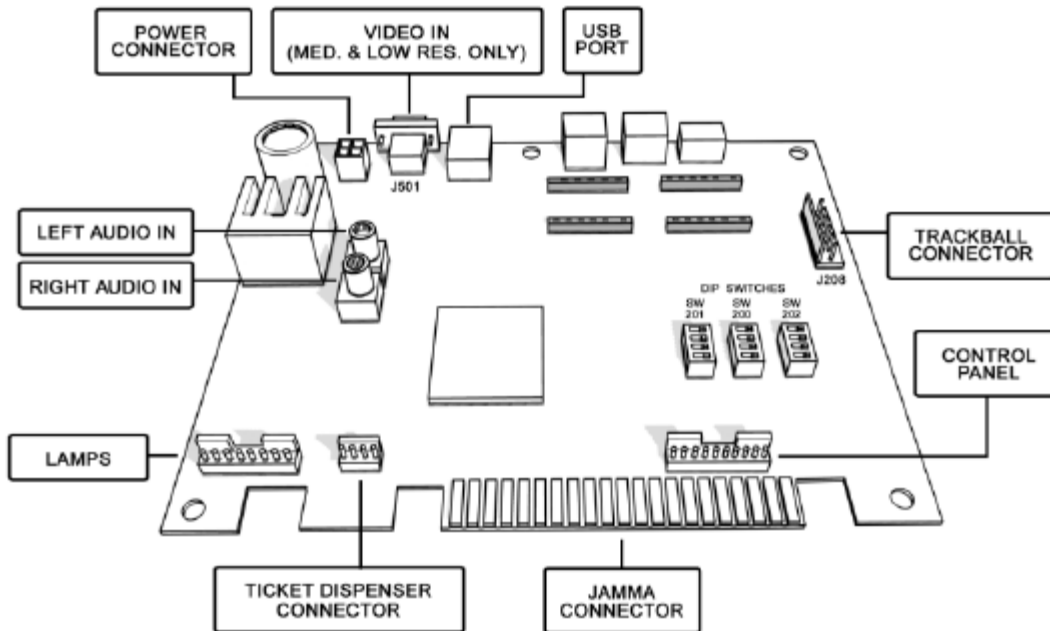 POWER
CONNECTOR
VIDEO IN
(MED. & LOW RES. ONLY)
USB
PORT
J501
LEFT AUDIO IN
RIGHT AUDIO IN
TRACKBALL
CONNECTOR
J208
DIP SWITCHES
SW
201
SW
200
SW
202
CONTROL
PANEL
LAMPS
TICKET DISPENSER
CONNECTOR
JAMMA
CONNECTOR